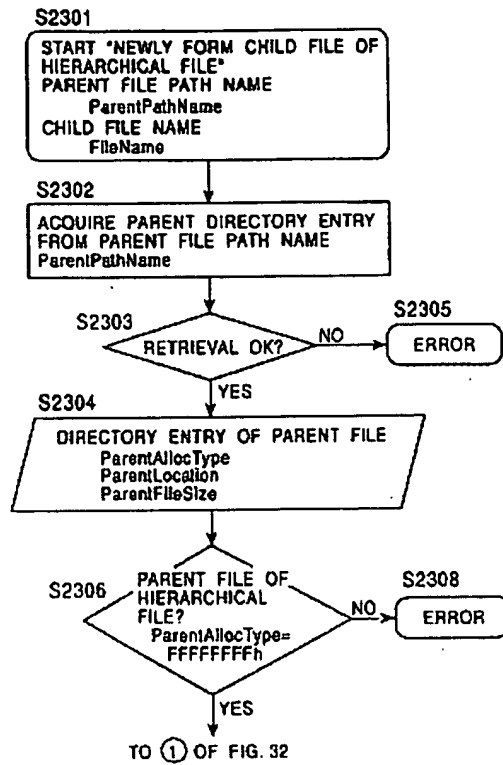 S2301
START "NEWLY FORM CHILD FILE OF
HIERARCHICAL FILE"
PARENT FILE PATH NAME
ParentPathName
CHILD FILE NAME
FileName
S2302
ACQUIRE PARENT DIRECTORY ENTRY
FROM PARENT FILE PATH NAME
ParentPathName
S2303
RETRIEVAL OK?
NO
S2305
ERROR
YES
S2304
DIRECTORY ENTRY OF PARENT FILE
ParentAllocType
ParentLocation
ParentFileSize
S2306
PARENT FILE OF
HIERARCHICAL
FILE?
ParentAllocType=
FFFFFFFFh
NO
S2308
ERROR
YES
TO 1 OF FIG. 32